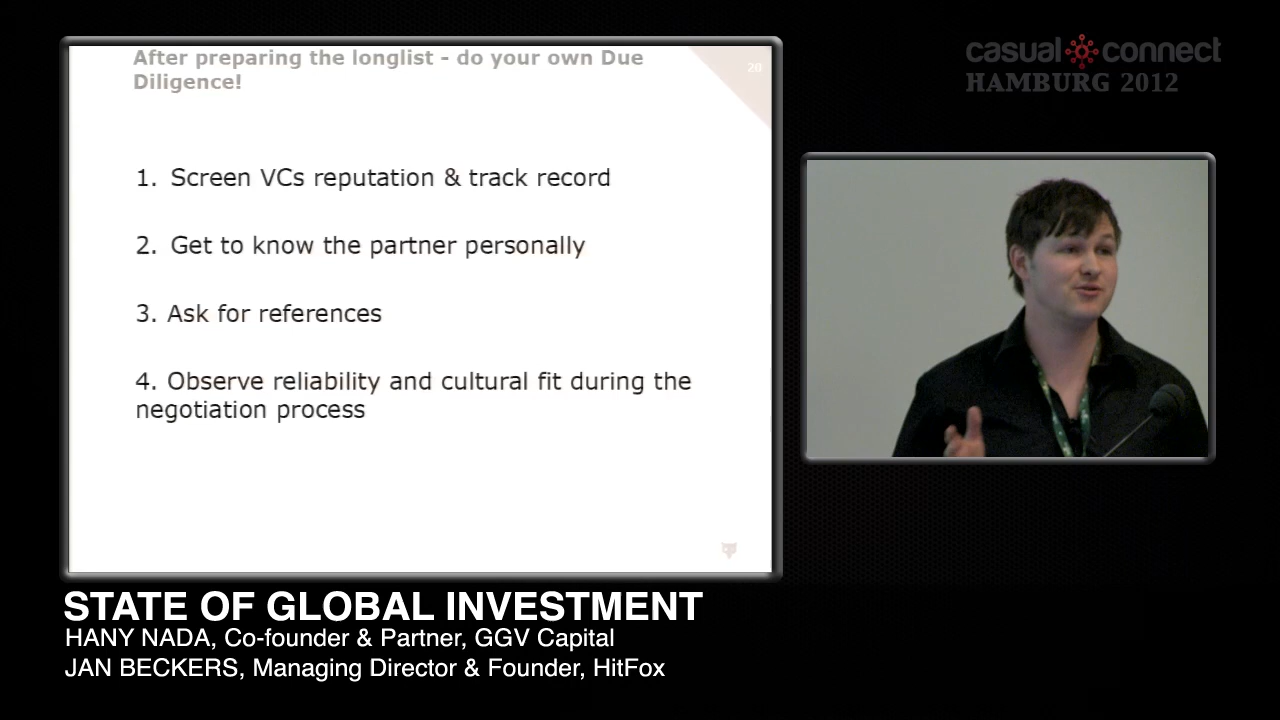 After preparing the longlist - do your own Due
Diligence!
20
1. Screen VCs reputation & track record
2. Get to know the partner personally
3. Ask for references
4. Observe reliability and cultural fit during the
negotiation process
casual connect
HAMBURG 2012
STATE OF GLOBAL INVESTMENT
HANY NADA, Co-founder & Partner, GGV Capital
JAN BECKERS, Managing Director & Founder, HitFox